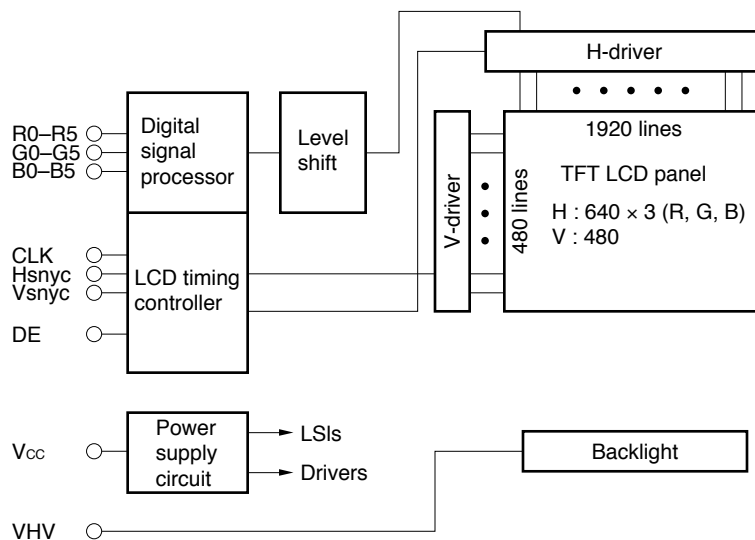 H-driver
R0–R5
G0–G5
B0–B5
Digital
signal
processor
Level
shift
1920 lines
TFT LCD panel
H : 640 × 3 (R, G, B)
V : 480
V-driver
480 lines
CLK
Hsnyc
Vsnyc
DE
LCD timing
controller
VCC
Power
supply
circuit
LSIs
Drivers
Backlight
VHV